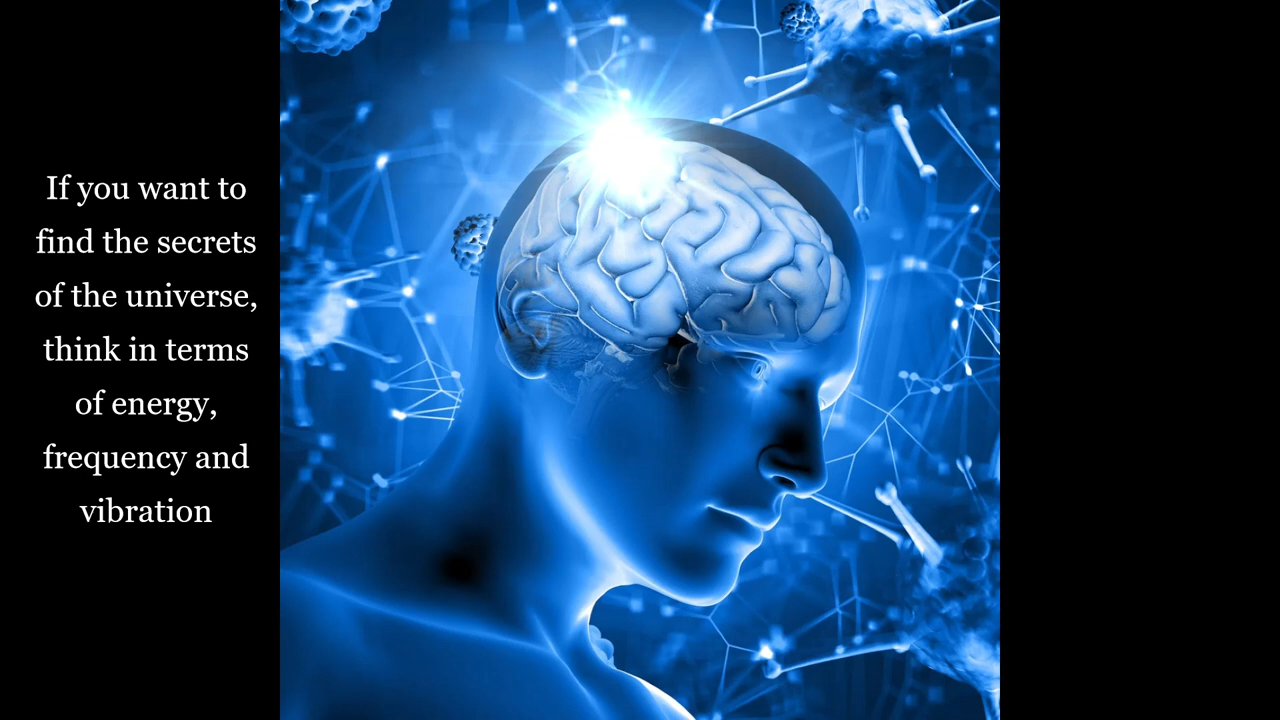 If you want to
find the secrets
of the universe,
think in terms
of energy,
frequency and
vibration